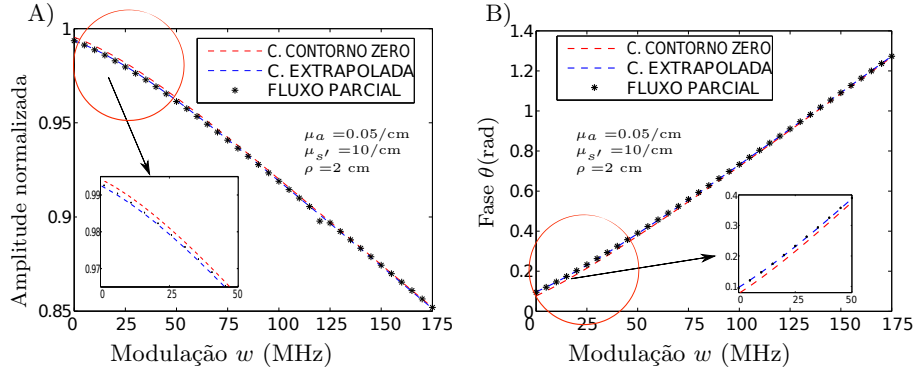 A)
1
0.95
0.9
0.85
Amplitude normalizada
C. CONTORNO ZERO
C. EXTRAPOLADA
FLUXO PARCIAL
μa =0.05/cm
μs′ =10/cm
ρ =2 cm
0.99
0.98
0.97
0 25 50
0 25 50 75 100 125 150 175
Modulação w (MHz)
B)
1.4
1.2
1
0.8
0.6
0.4
0.2
0
Fase θ(rad)
C. CONTORNO ZERO
C. EXTRAPOLADA
FLUXO PARCIAL
μa =0.05/cm
μs′ =10/cm
ρ =2 cm
0.4
0.3
0.2
0.1
0 25 50
0 25 50 75 100 125 150 175
Modulação w (MHz)